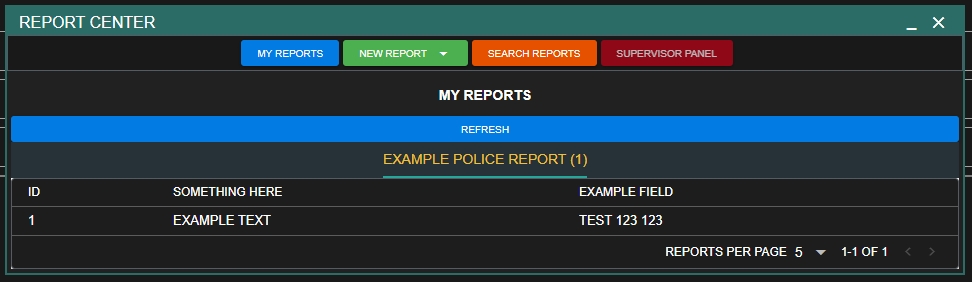 REPORT CENTER
MY REPORTS NEW REPORT SEARCH REPORTS SUPERVISOR PANEL
MY REPORTS
REFRESH
EXAMPLE POLICE REPORT (1)
ID SOMETHING HERE EXAMPLE FIELD
1 EXAMPLE TEXT TEST 123 123
REPORTS PER PAGE 5 1-1 OF 1